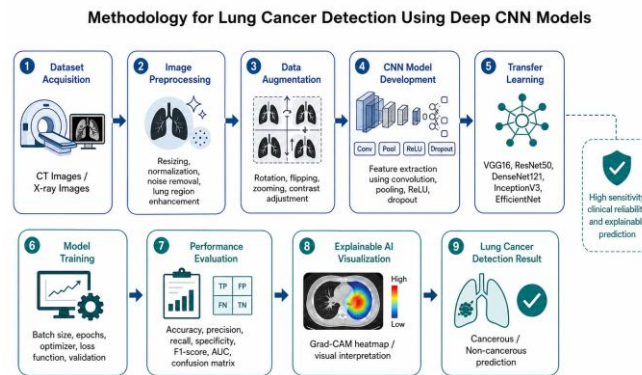 Methodology for Lung Cancer Detection Using Deep CNN Models
1
Dataset
Acquisition
CT Images /
X-ray Images
2
Image
Preprocessing
Resizing,
normalization,
noise removal,
lung region
enhancement
3
Data
Augmentation
Rotation, flipping,
zooming, contrast
adjustment
4
CNN Model
Development
Conv
Pool
ReLU
Dropout
Feature extraction
using convolution,
pooling, ReLU,
dropout
5
Transfer
Learning
VGG16, ResNet50,
DenseNet121,
InceptionV3,
EfficientNet
High sensitivity,
clinical reliability
and explainable
prediction
6
Model
Training
Batch size, epochs,
optimizer, loss
function, validation
7
Performance
Evaluation
TP FP
FN TN
Accuracy, precision,
recall, specificity,
F1-score, AUC,
confusion matrix
8
Explainable AI
Visualization
High
Low
Grad-CAM heatmap /
visual interpretation
9
Lung Cancer
Detection Result
Cancerous /
Non-cancerous
prediction